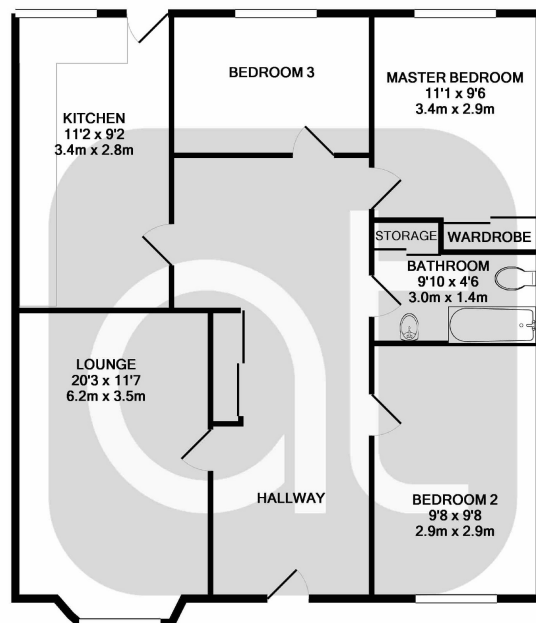 BEDROOM 3
MASTER BEDROOM
11'1 x 9'6
3.4m x 2.9m
KITCHEN
11'2 x 9'2
3.4m x 2.8m
STORAGE
WARDROBE
BATHROOM
9'10 x 4'6
3.0m x 1.4m
LOUNGE
20'3 x 11'7
6.2m x 3.5m
HALLWAY
BEDROOM 2
9'8 x 9'8
2.9m x 2.9m